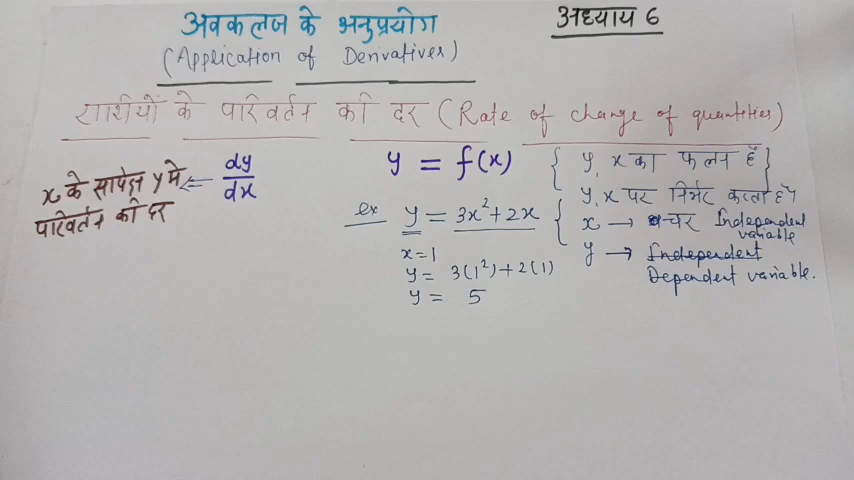 अवकलज के अनुप्रयोग
अध्याय 6
(Application of Derivatives)
राशियों के परिवर्तन की दर (Rate of change of quantities)
x के सापेक्ष y मे
परिवर्तन की दर
⇐ dy/dx
y = f(x)
{ y, x का फलन है }
y, x पर निर्भर करता है
ex y = 3x² + 2x
x → चर Independent
variable
x = 1
y → Independent
y = 3(1²) + 2(1)
Dependent variable.
y = 5